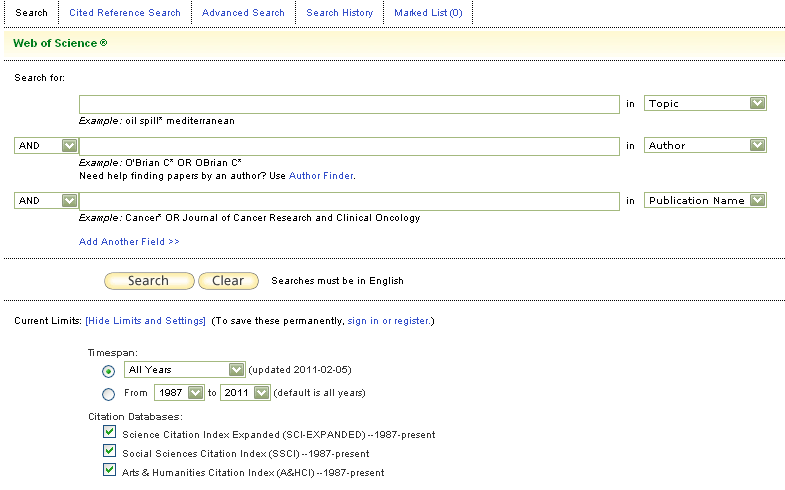 Search Cited Reference Search Advanced Search Search History Marked List (0)
Web of Science ®
Search for:
in Topic
Example: oil spill* mediterranean
AND in Author
Example: O'Brian C* OR OBrian C*
Need help finding papers by an author? Use Author Finder.
AND in Publication Name
Example: Cancer* OR Journal of Cancer Research and Clinical Oncology
Add Another Field >>
Search Clear Searches must be in English
Current Limits: [Hide Limits and Settings] (To save these permanently, sign in or register.)
Timespan:
All Years (updated 2011-02-05)
From 1987 to 2011 (default is all years)
Citation Databases:
Science Citation Index Expanded (SCI-EXPANDED) --1987-present
Social Sciences Citation Index (SSCI) --1987-present
Arts & Humanities Citation Index (A&HCI) --1987-present